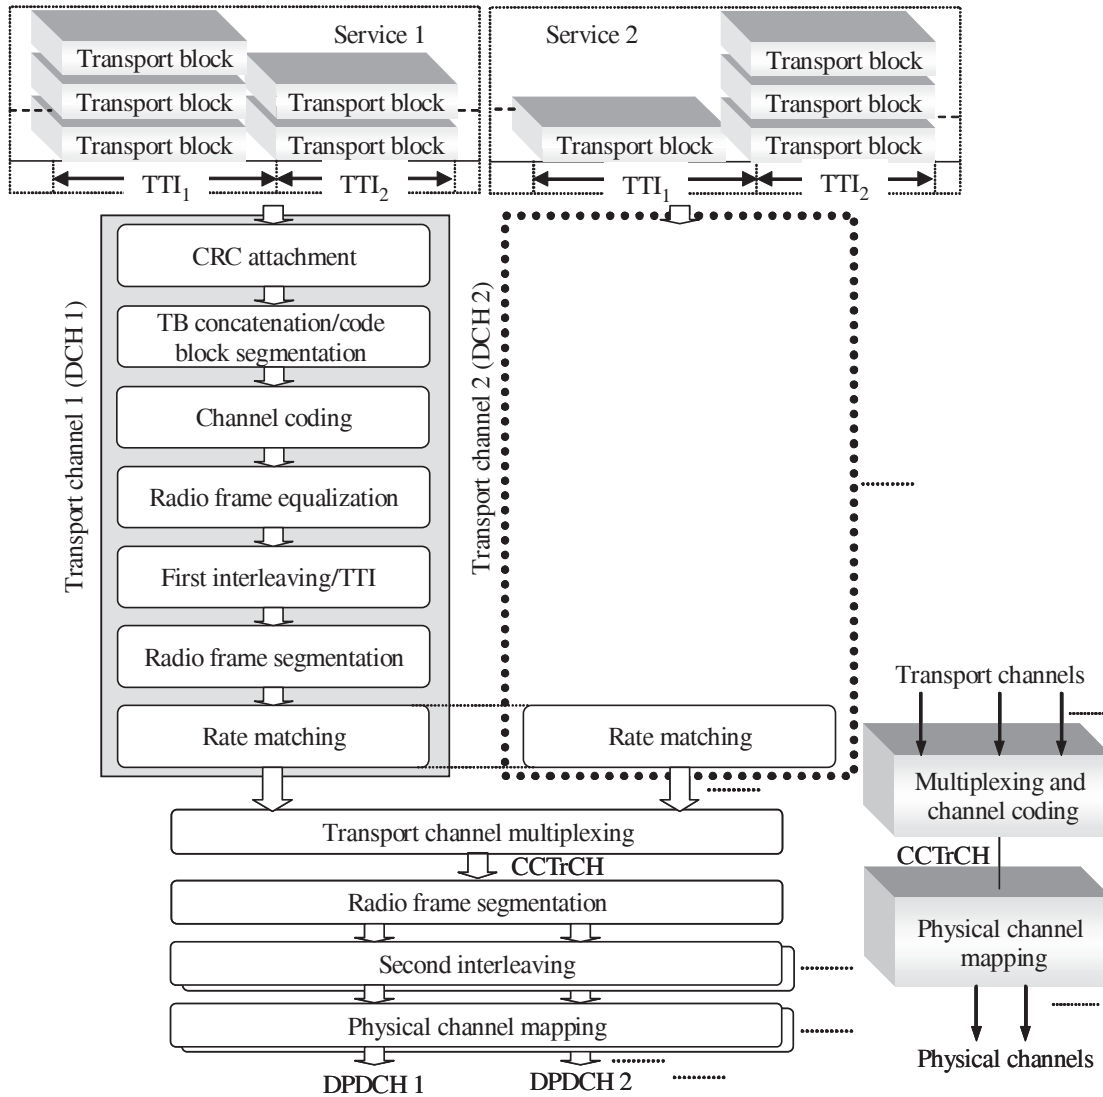 Service 1
Service 2
Transport block
Transport block
Transport block
Transport block
Transport block
Transport block
Transport block
Transport block
Transport block
TTI1
TTI2
TTI1
TTI2
Transport channel 1 (DCH 1)
CRC attachment
TB concatenation/code
block segmentation
Channel coding
Radio frame equalization
First interleaving/TTI
Radio frame segmentation
Rate matching
Transport channel 2 (DCH 2)
Rate matching
Transport channel multiplexing
CCTrCH
Radio frame segmentation
Second interleaving
Physical channel mapping
DPDCH 1
DPDCH 2
Transport channels
Multiplexing and
channel coding
CCTrCH
Physical channel
mapping
Physical channels